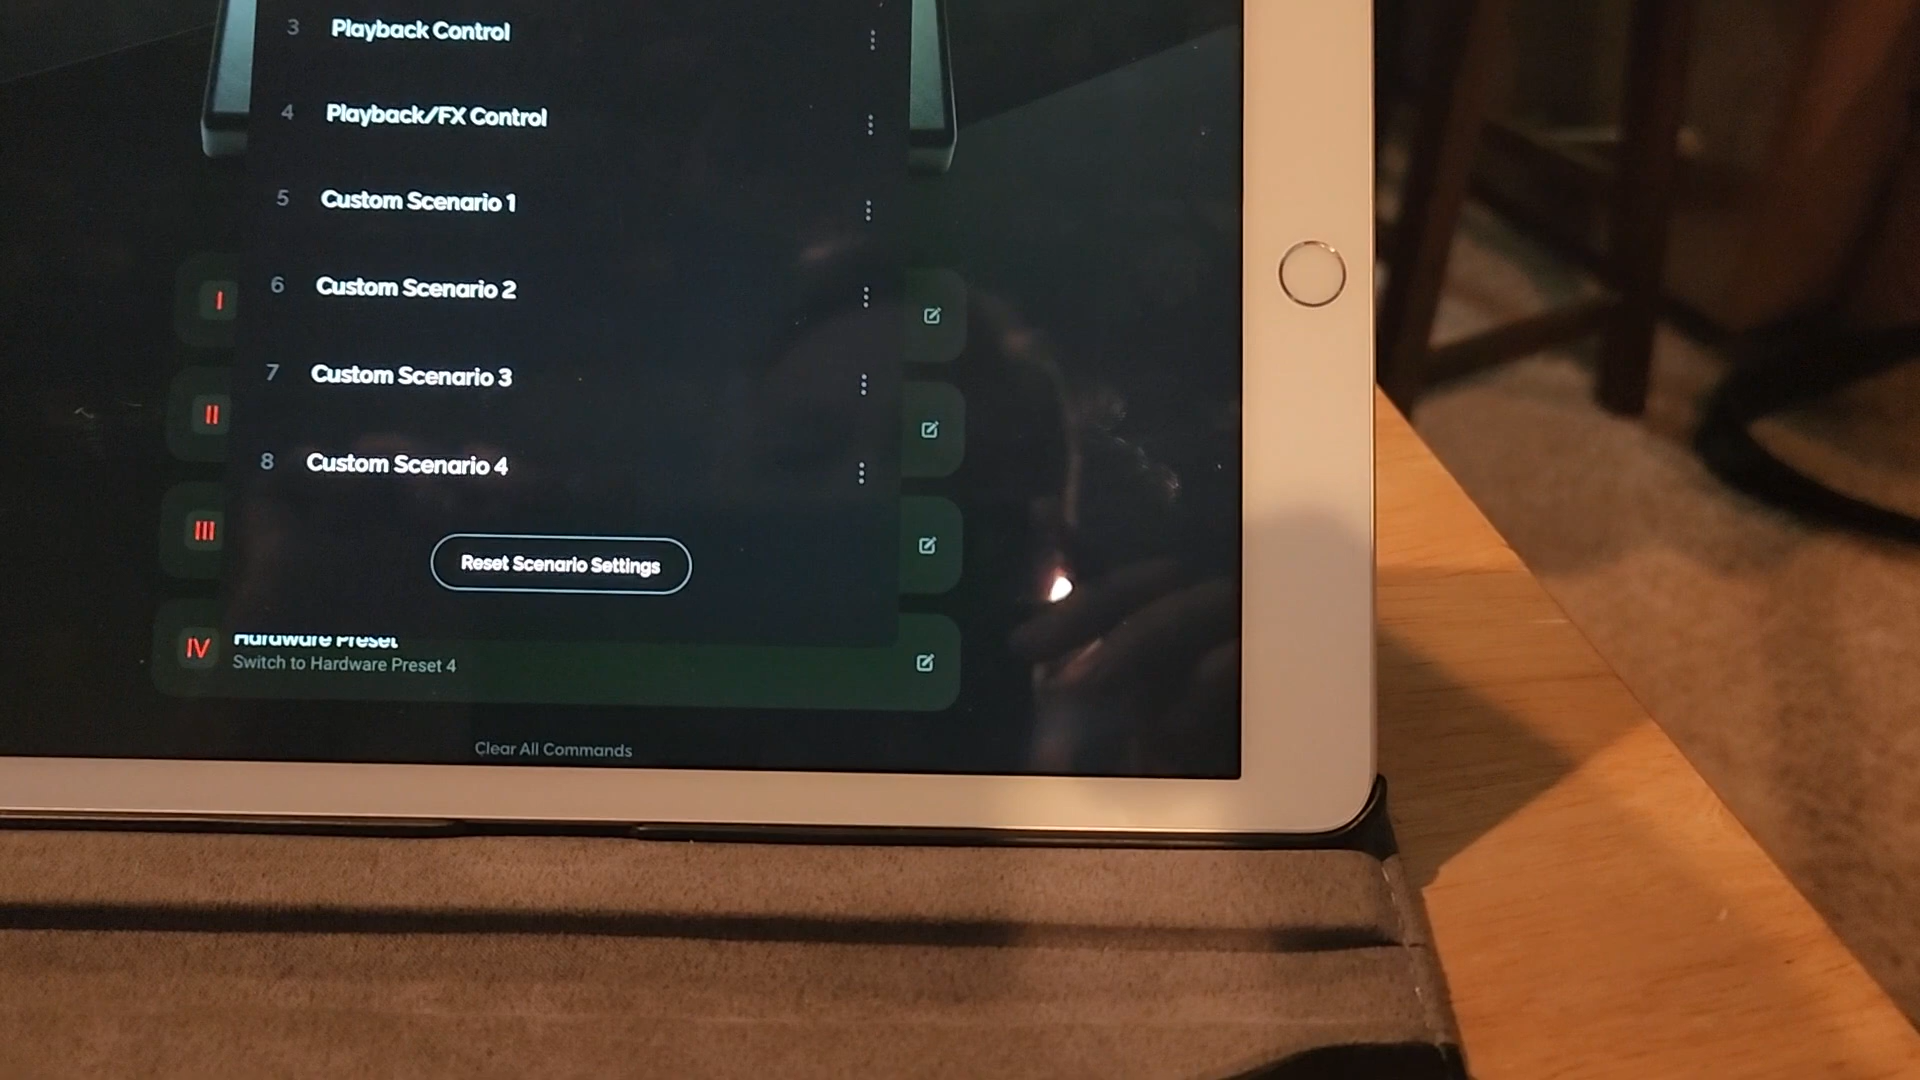 3 Playback Control
4 Playback/FX Control
5 Custom Scenario 1
6 Custom Scenario 2
I
7 Custom Scenario 3
II
8 Custom Scenario 4
III
Reset Scenario Settings
IV Hardware Preset
Switch to Hardware Preset 4
Clear All Commands